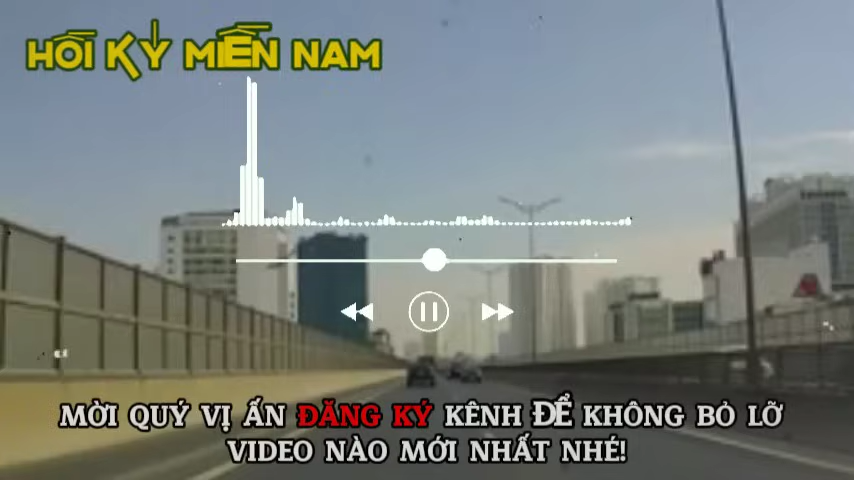 HỒI KÝ MIỀN NAM
MỜI QUÝ VỊ ẤN ĐĂNG KÝ KÊNH ĐỂ KHÔNG BỎ LỠ
VIDEO NÀO MỚI NHẤT NHÉ!